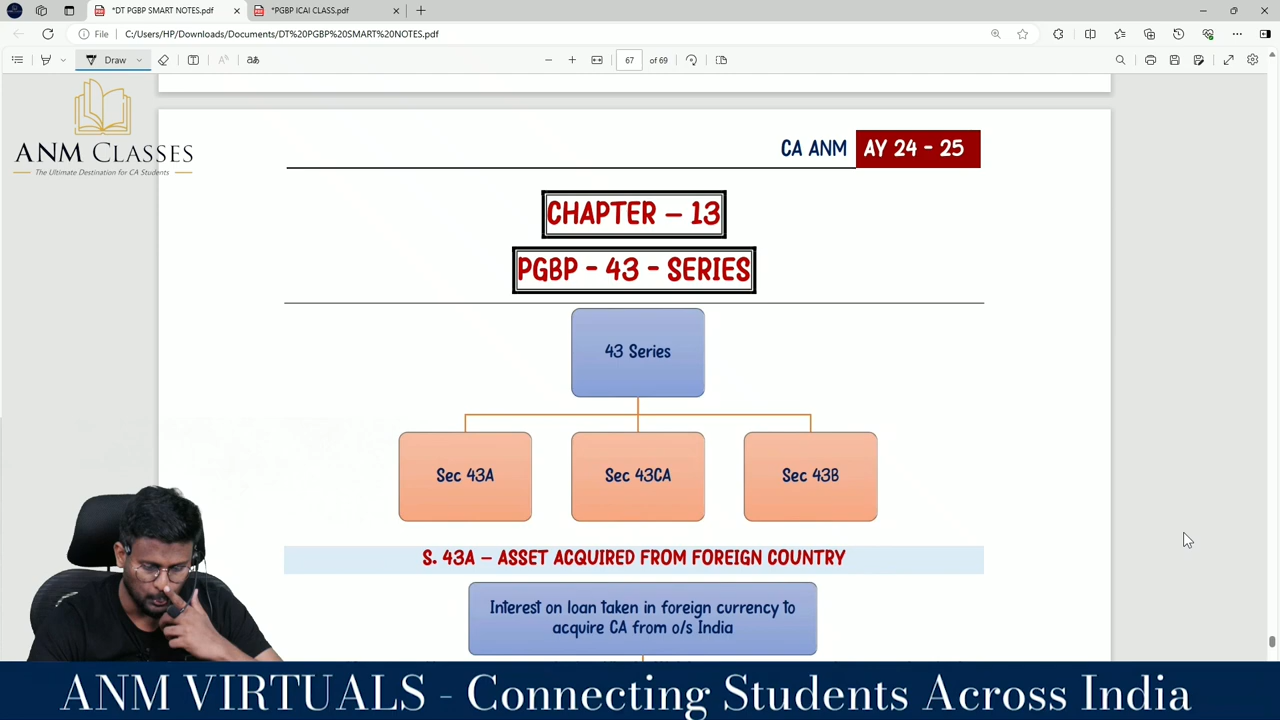 *DT PGBP SMART NOTES.pdf
*PGBP ICAI CLASS.pdf
File
C:/Users/HP/Downloads/Documents/DT%20PGBP%20SMART%20NOTES.pdf
Draw
67 of 69
ANM CLASSES
The Ultimate Destination for CA Students
CA ANM AY 24 - 25
CHAPTER – 13
PGBP - 43 - SERIES
43 Series
Sec 43A
Sec 43CA
Sec 43B
S. 43A – ASSET ACQUIRED FROM FOREIGN COUNTRY
Interest on loan taken in foreign currency to
acquire CA from o/s India
ANM VIRTUALS - Connecting Students Across India